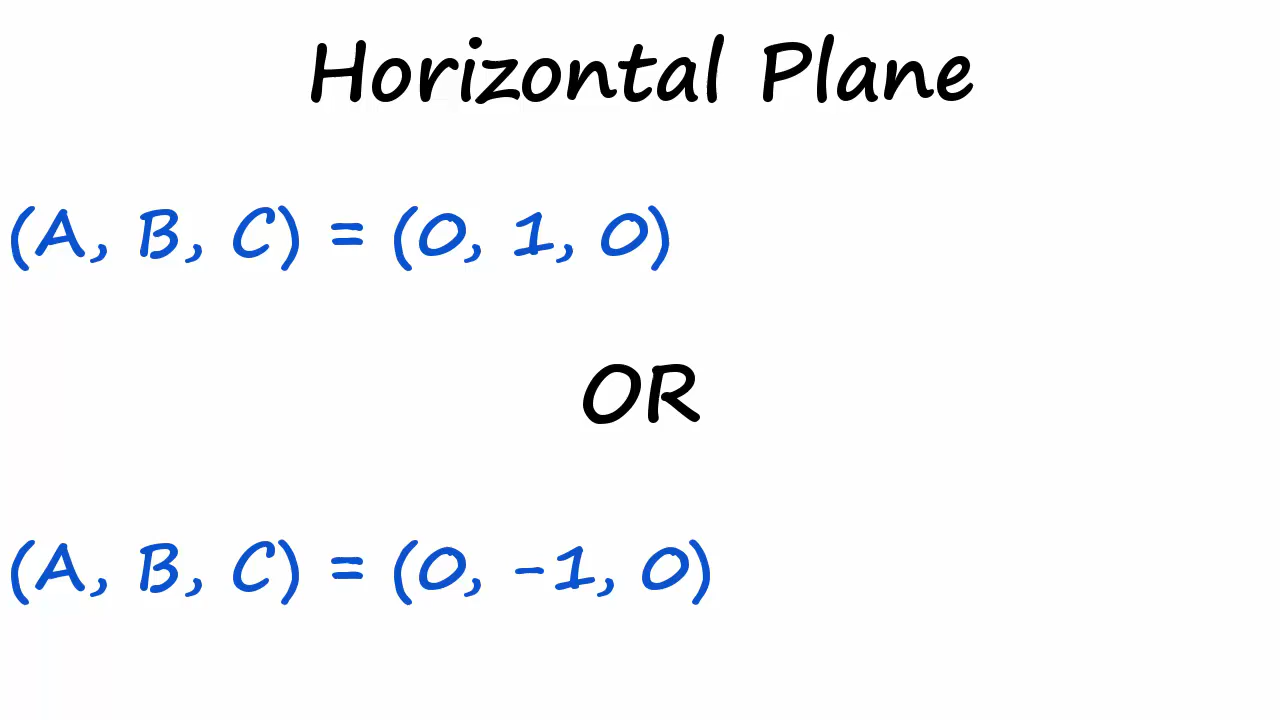 Horizontal Plane
(A, B, C) = (0, 1, 0)
OR
(A, B, C) = (0, -1, 0)